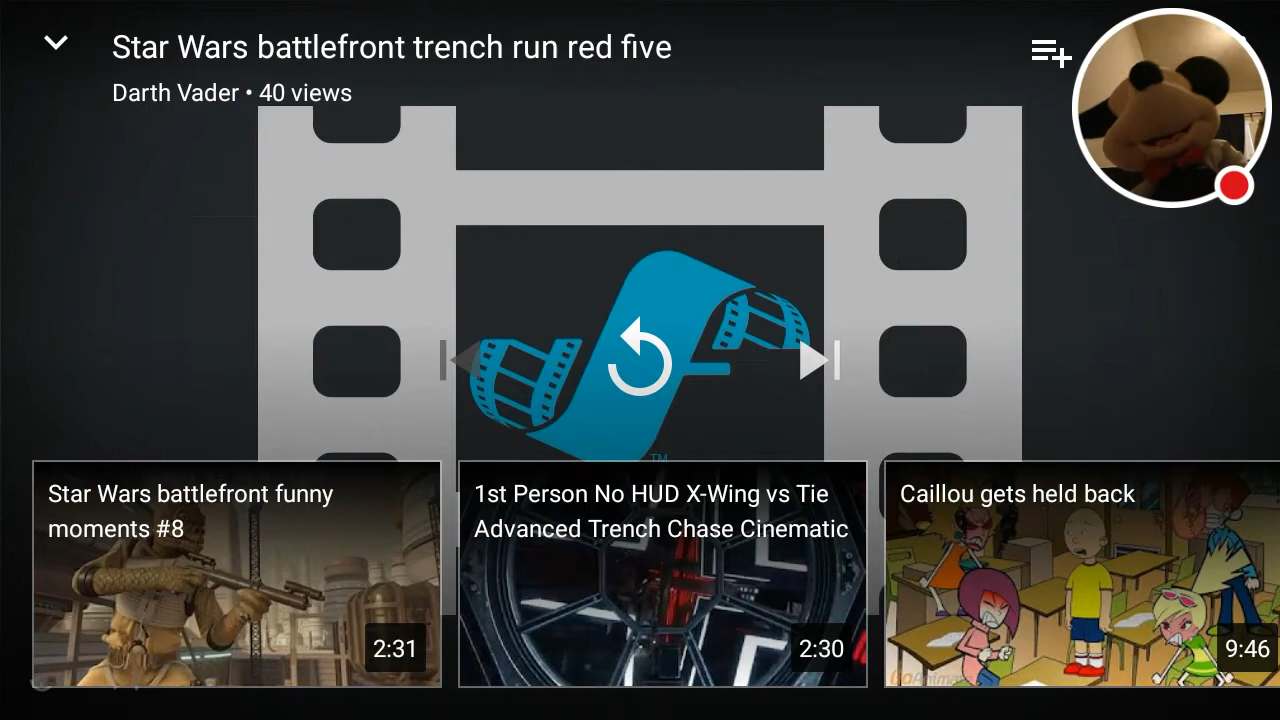 Star Wars battlefront trench run red five
Darth Vader • 40 views
TM
Star Wars battlefront funny
moments #8
2:31
1st Person No HUD X-Wing vs Tie
Advanced Trench Chase Cinematic
2:30
Caillou gets held back
9:46
GoAnimate